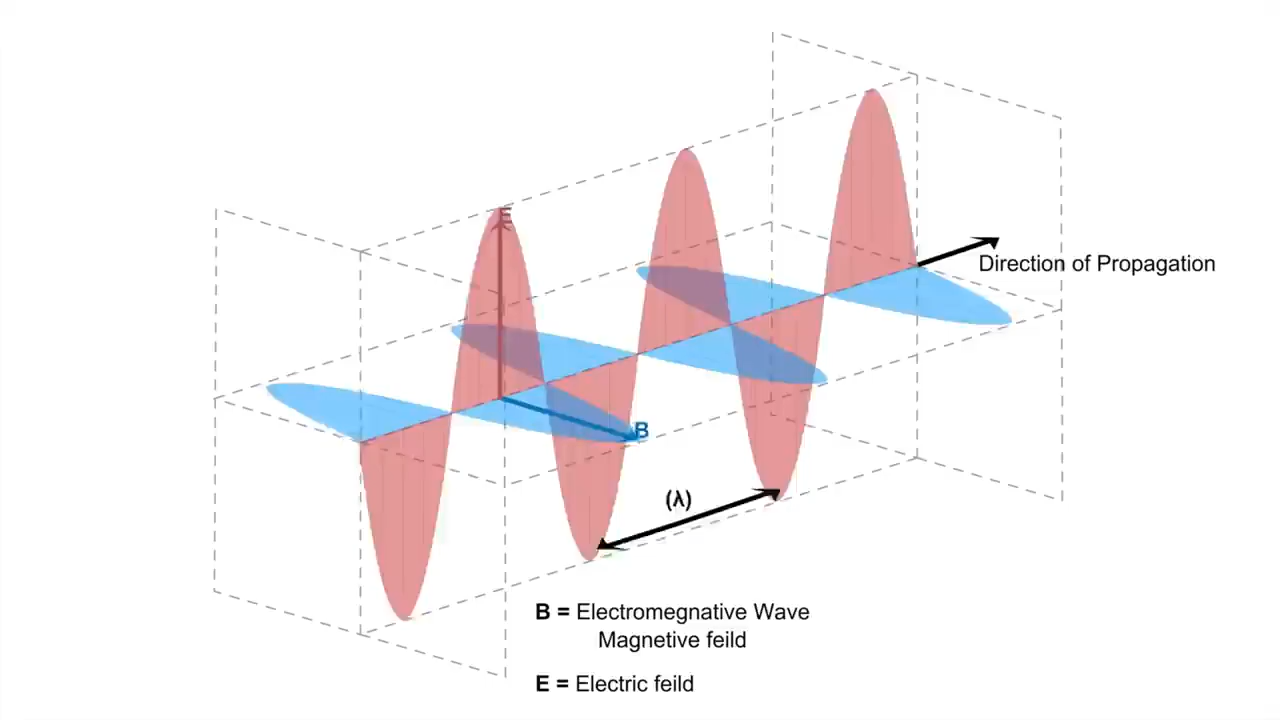 E
Direction of Propagation
B
(λ)
B = Electromegnative Wave
Magnetive feild
E = Electric feild